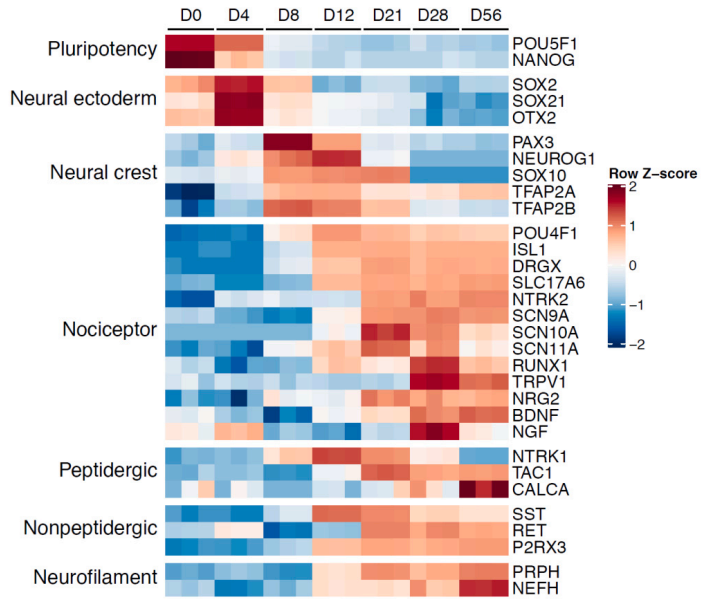 D0 D4 D8 D12 D21 D28 D56
Pluripotency
POU5F1
NANOG
Neural ectoderm
SOX2
SOX21
OTX2
Neural crest
PAX3
NEUROG1
SOX10
TFAP2A
TFAP2B
Nociceptor
POU4F1
ISL1
DRGX
SLC17A6
NTRK2
SCN9A
SCN10A
SCN11A
RUNX1
TRPV1
NRG2
BDNF
NGF
Peptidergic
NTRK1
TAC1
CALCA
Nonpeptidergic
SST
RET
P2RX3
Neurofilament
PRPH
NEFH
Row Z−score
2
1
0
−1
−2